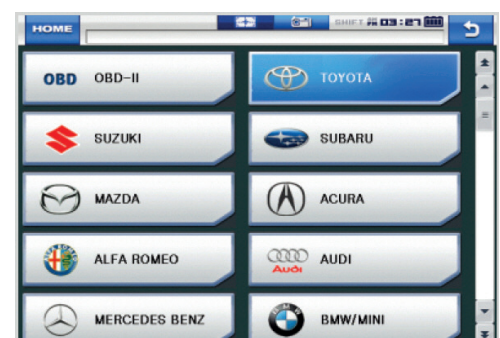 HOME SHIFT 03:27
OBD OBD-II
TOYOTA
SUZUKI
SUBARU
MAZDA
ACURA
ALFA ROMEO
Audi AUDI
MERCEDES BENZ
BMW BMW/MINI